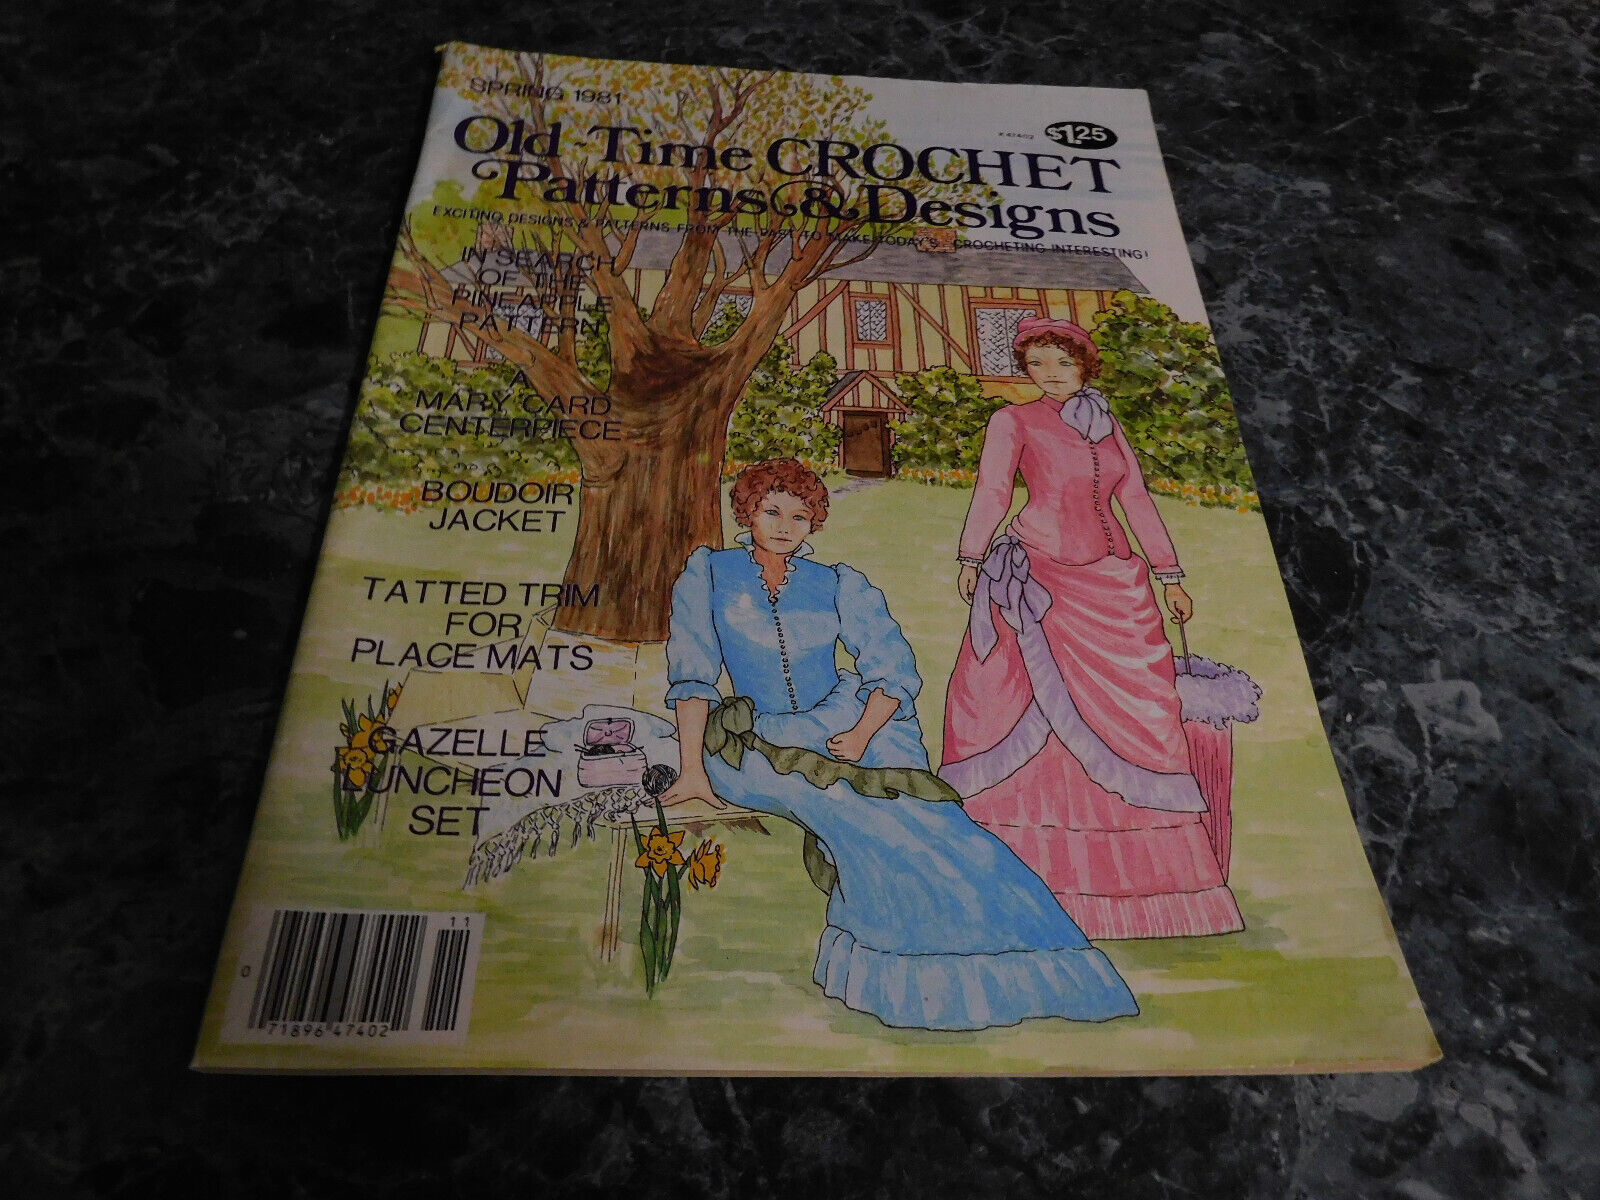 SPRING 1981
K 47402
$1.25
Old-Time CROCHET
Patterns & Designs
EXCITING DESIGNS & PATTERNS FROM THE PAST TO MAKE TODAY'S CROCHETING INTERESTING!
IN SEARCH
OF THE
PINEAPPLE
PATTERN
A
MARY CARD
CENTERPIECE
BOUDOIR
JACKET
TATTED TRIM
FOR
PLACE MATS
GAZELLE
LUNCHEON
SET
11
0
71896 47402